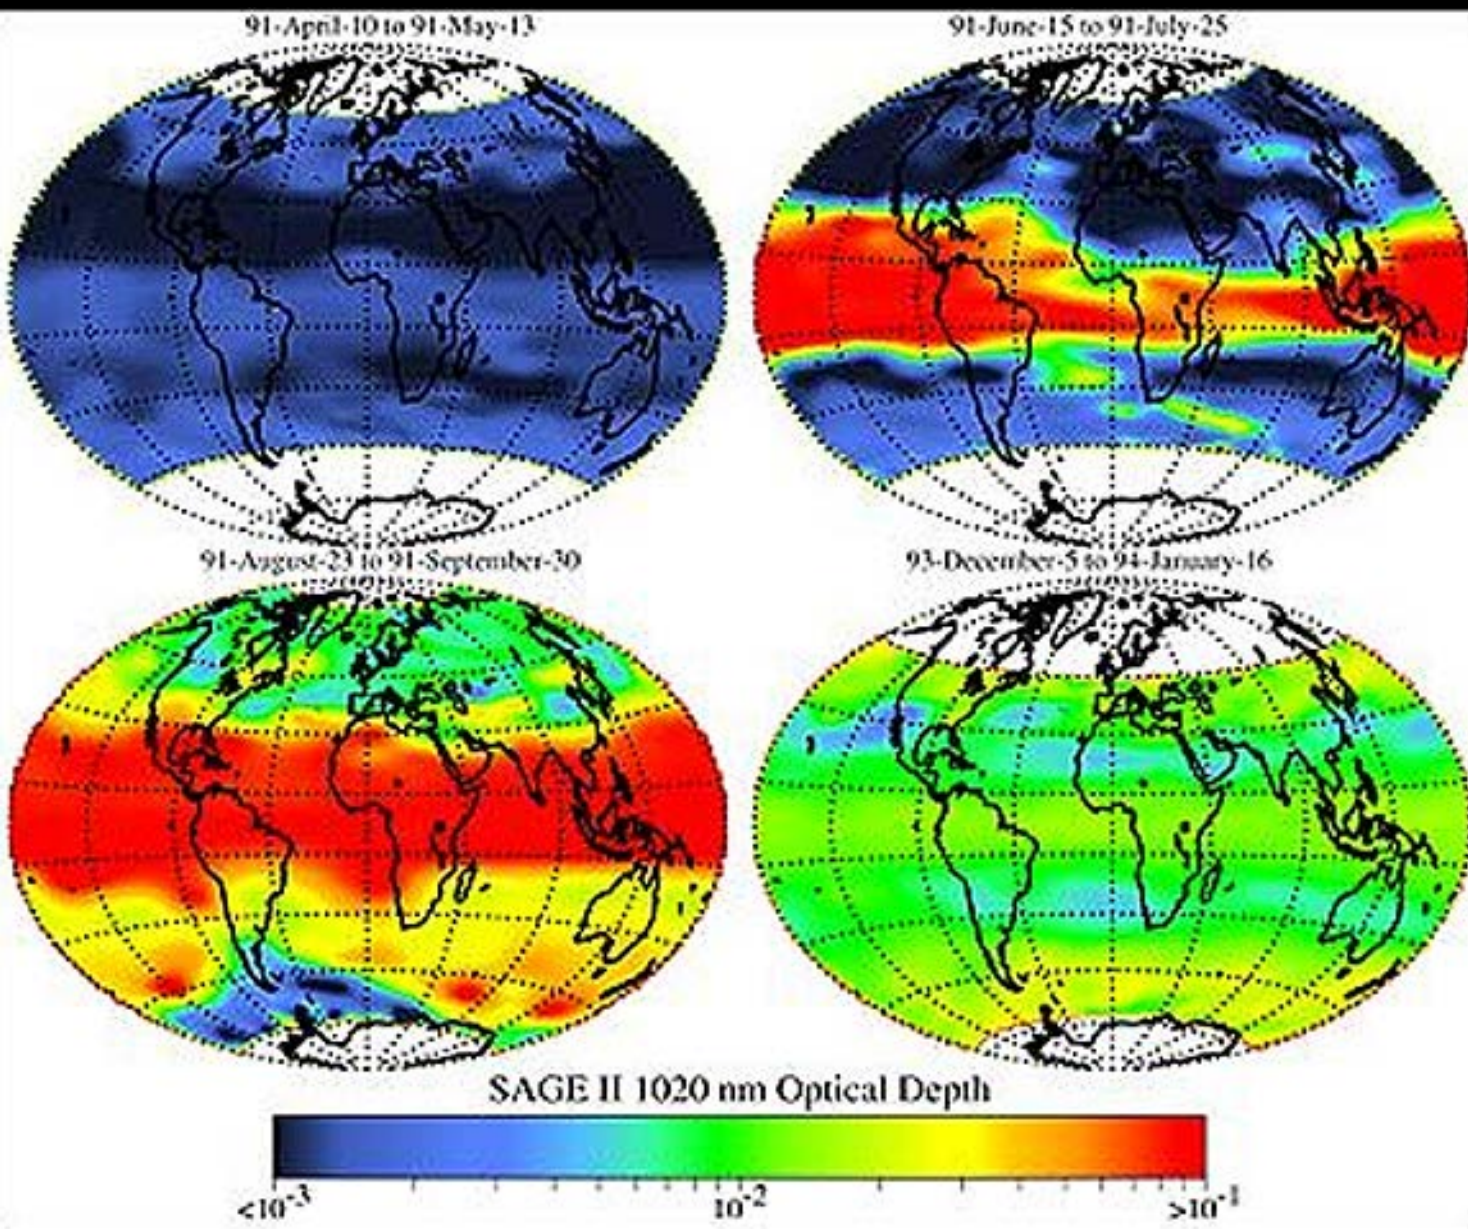 91-April-10 to 91-May-13
91-June-15 to 91-July-25
91-August-23 to 91-September-30
93-December-5 to 94-January-16
SAGE II 1020 nm Optical Depth
<10⁻³ 10⁻² >10⁻¹